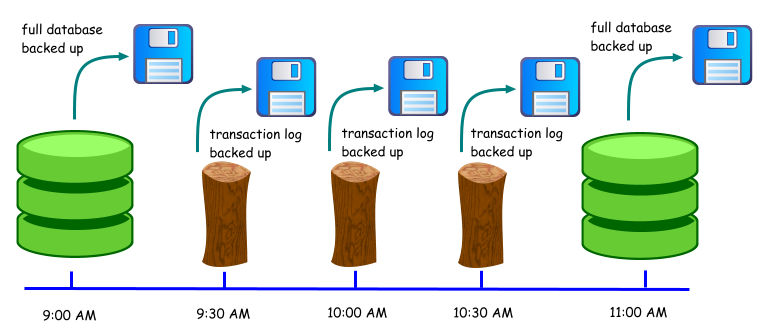 full database
backed up
full database
backed up
transaction log
backed up
transaction log
backed up
transaction log
backed up
9:00 AM
9:30 AM
10:00 AM
10:30 AM
11:00 AM